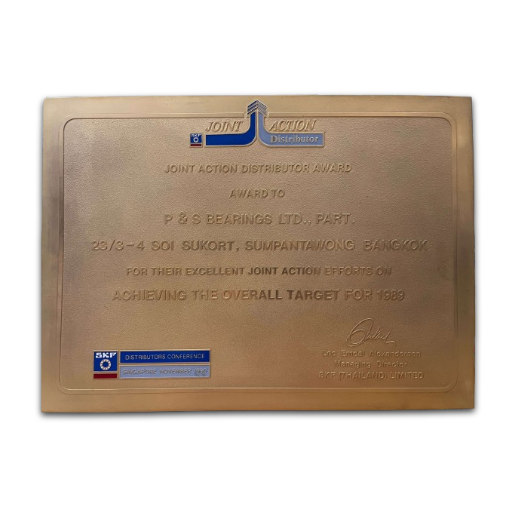 JOINT ACTION
SKF Distributor
JOINT ACTION DISTRIBUTOR AWARD
AWARD TO
P & S BEARINGS LTD., PART.
23/3-4 SOI SUKORT, SUMPANTAWONG BANGKOK
FOR THEIR EXCELLENT JOINT ACTION EFFORTS ON
ACHIEVING THE OVERALL TARGET FOR 1989
SKF DISTRIBUTORS CONFERENCE
SINGAPORE
Managing Director
SKF (THAILAND) LIMITED